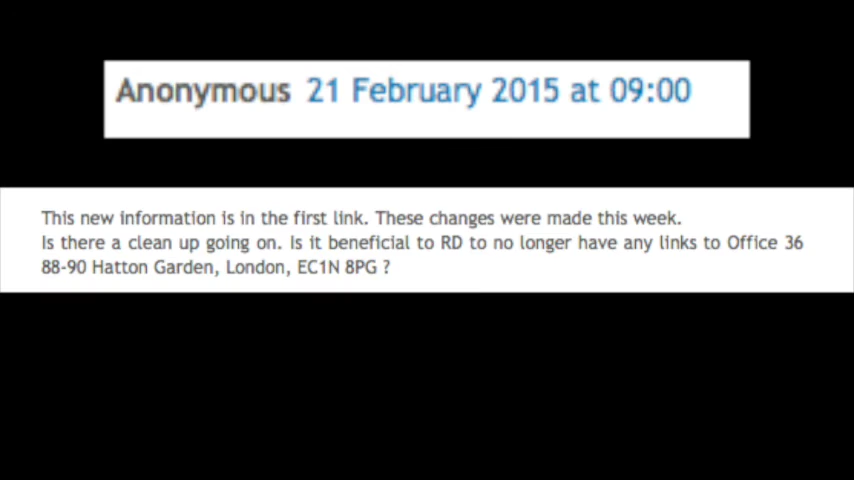 Anonymous 21 February 2015 at 09:00
This new information is in the first link. These changes were made this week.
Is there a clean up going on. Is it beneficial to RD to no longer have any links to Office 36
88-90 Hatton Garden, London, EC1N 8PG ?